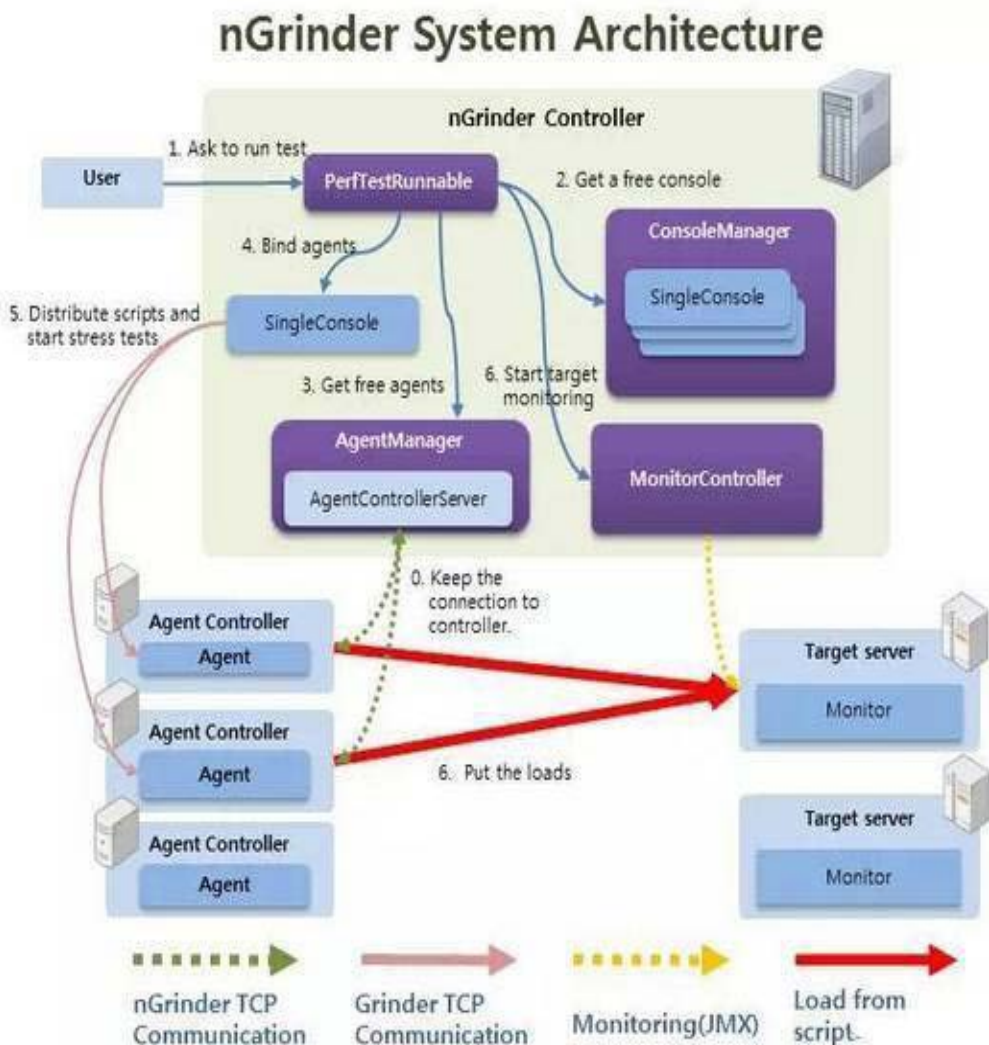 nGrinder System Architecture
nGrinder Controller
1. Ask to run test
User
PerfTestRunnable
2. Get a free console
ConsoleManager
SingleConsole
4. Bind agents
5. Distribute scripts and
start stress tests
SingleConsole
3. Get free agents
6. Start target
monitoring
AgentManager
AgentControllerServer
MonitorController
0. Keep the
connection to
controller.
Agent Controller
Agent
Agent Controller
Agent
Agent Controller
Agent
6. Put the loads
Target server
Monitor
Target server
Monitor
nGrinder TCP
Communication
Grinder TCP
Communication
Monitoring(JMX)
Load from
script.